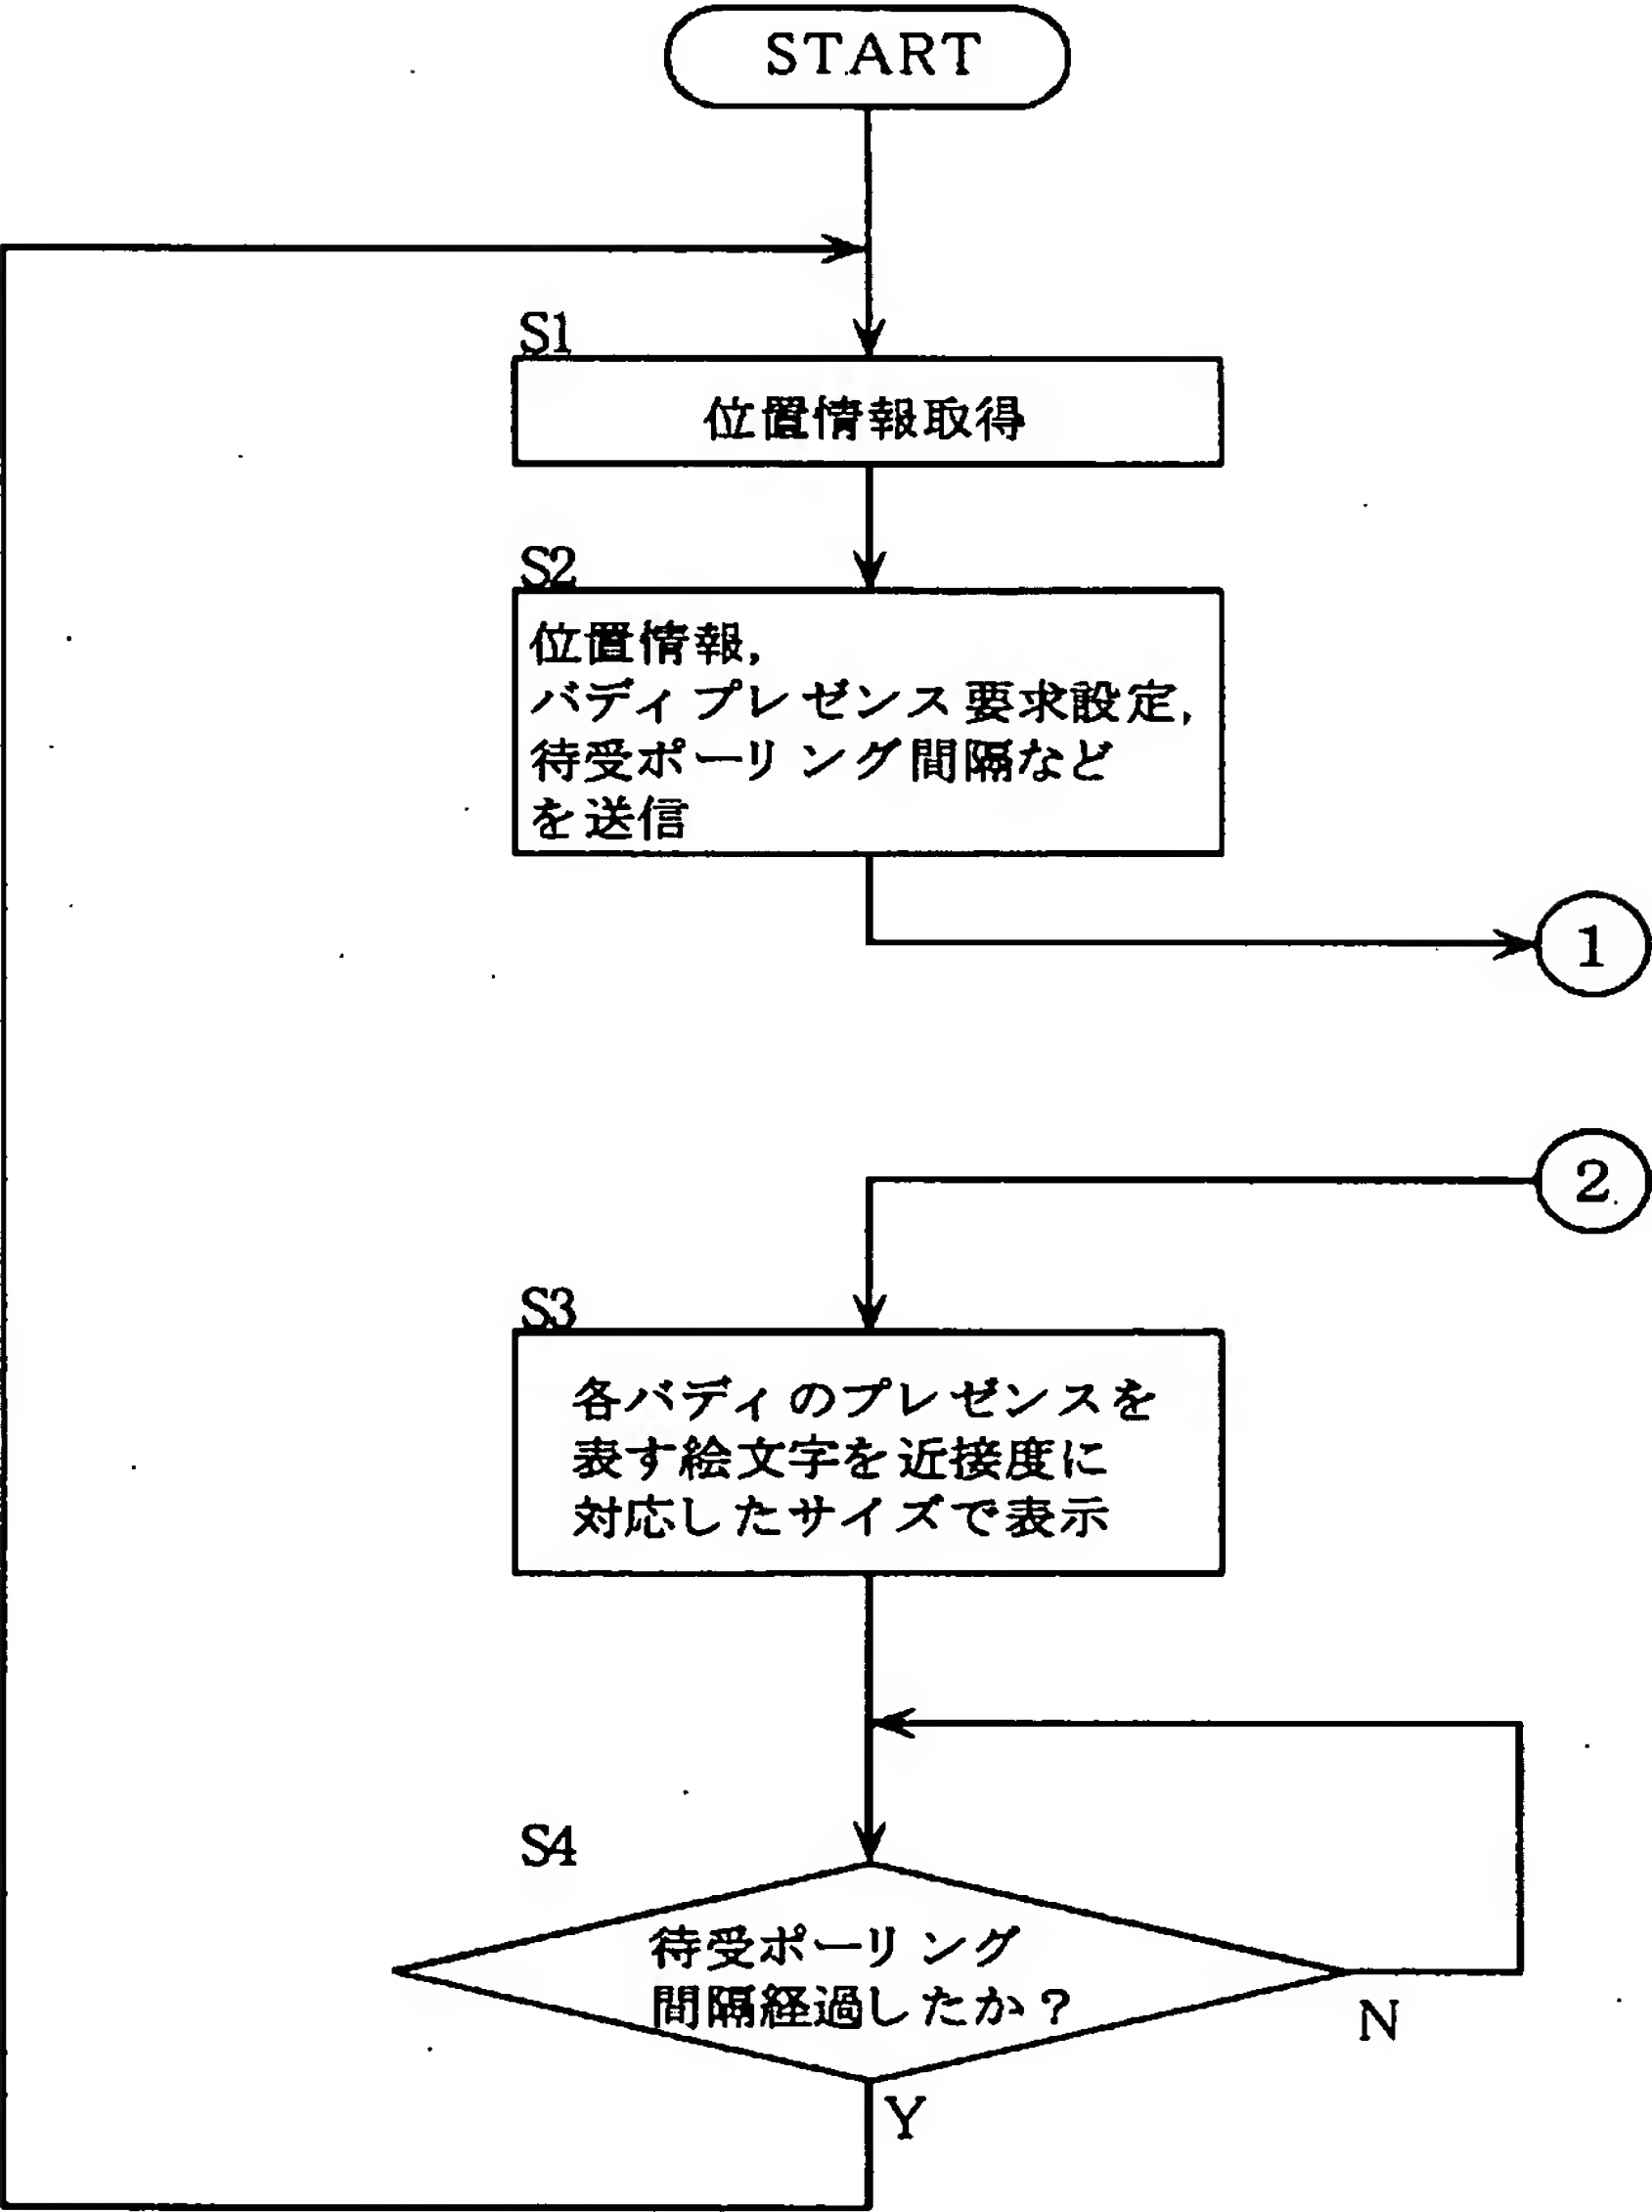 START
S1
位置情報取得
S2
位置情報,
バディプレゼンス要求設定,
待受ポーリング間隔など
を送信
1
2
S3
各バディのプレゼンスを
表す絵文字を近接度に
対応したサイズで表示
S4
待受ポーリング
間隔経過したか?
N
Y